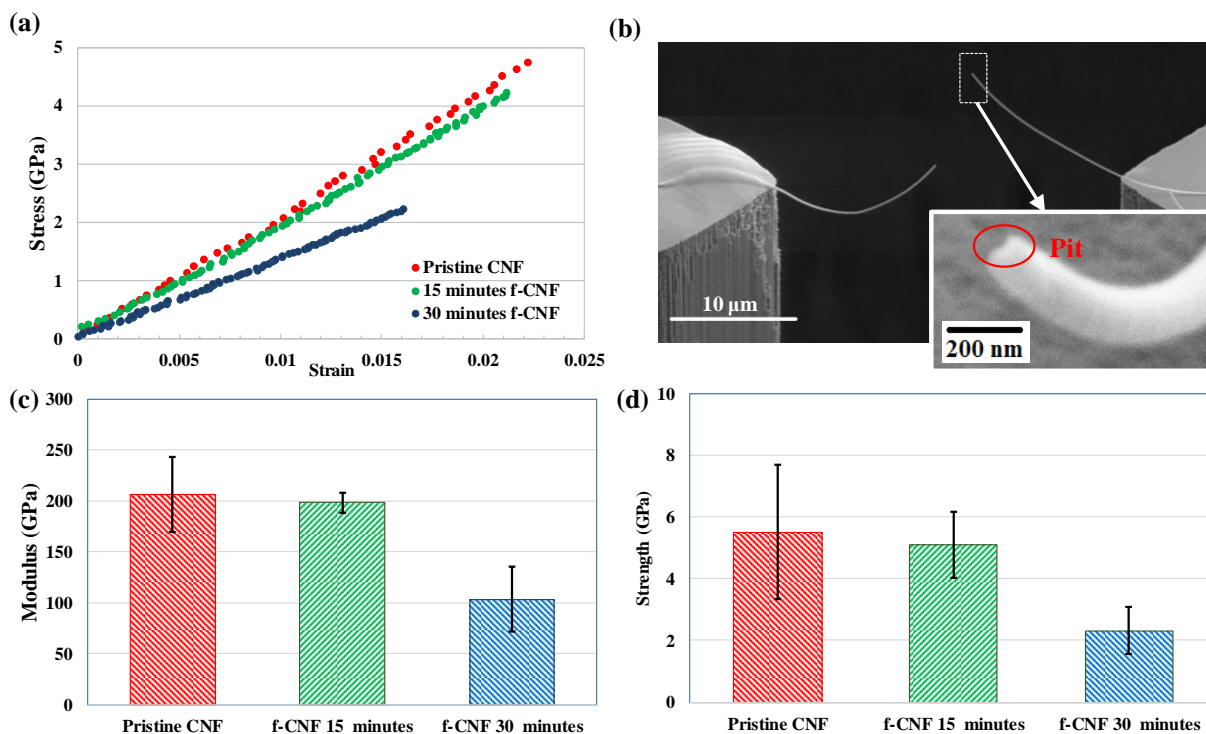 (a)
5
4
3
2
1
0
Stress (GPa)
Pristine CNF
15 minutes f-CNF
30 minutes f-CNF
0
0.005
0.01
0.015
0.02
0.025
Strain
(b)
10 µm
Pit
200 nm
(c)
300
250
200
150
100
50
0
Modulus (GPa)
Pristine CNF
f-CNF 15 minutes
f-CNF 30 minutes
(d)
10
8
6
4
2
0
Strength (GPa)
Pristine CNF
f-CNF 15 minutes
f-CNF 30 minutes